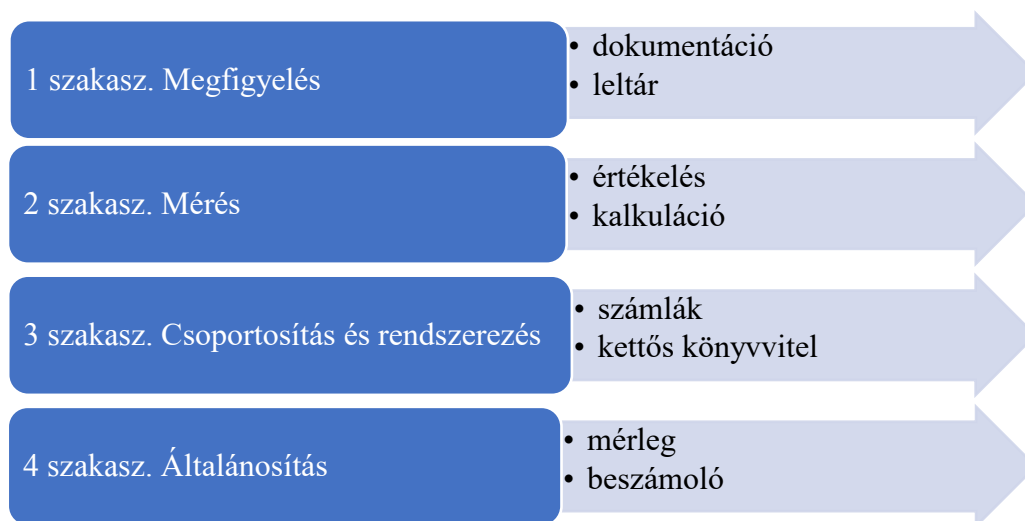 1 szakasz. Megfigyelés
• dokumentáció
• leltár
2 szakasz. Mérés
• értékelés
• kalkuláció
3 szakasz. Csoportosítás és rendszerezés
• számlák
• kettős könyvvitel
4 szakasz. Általánosítás
• mérleg
• beszámoló